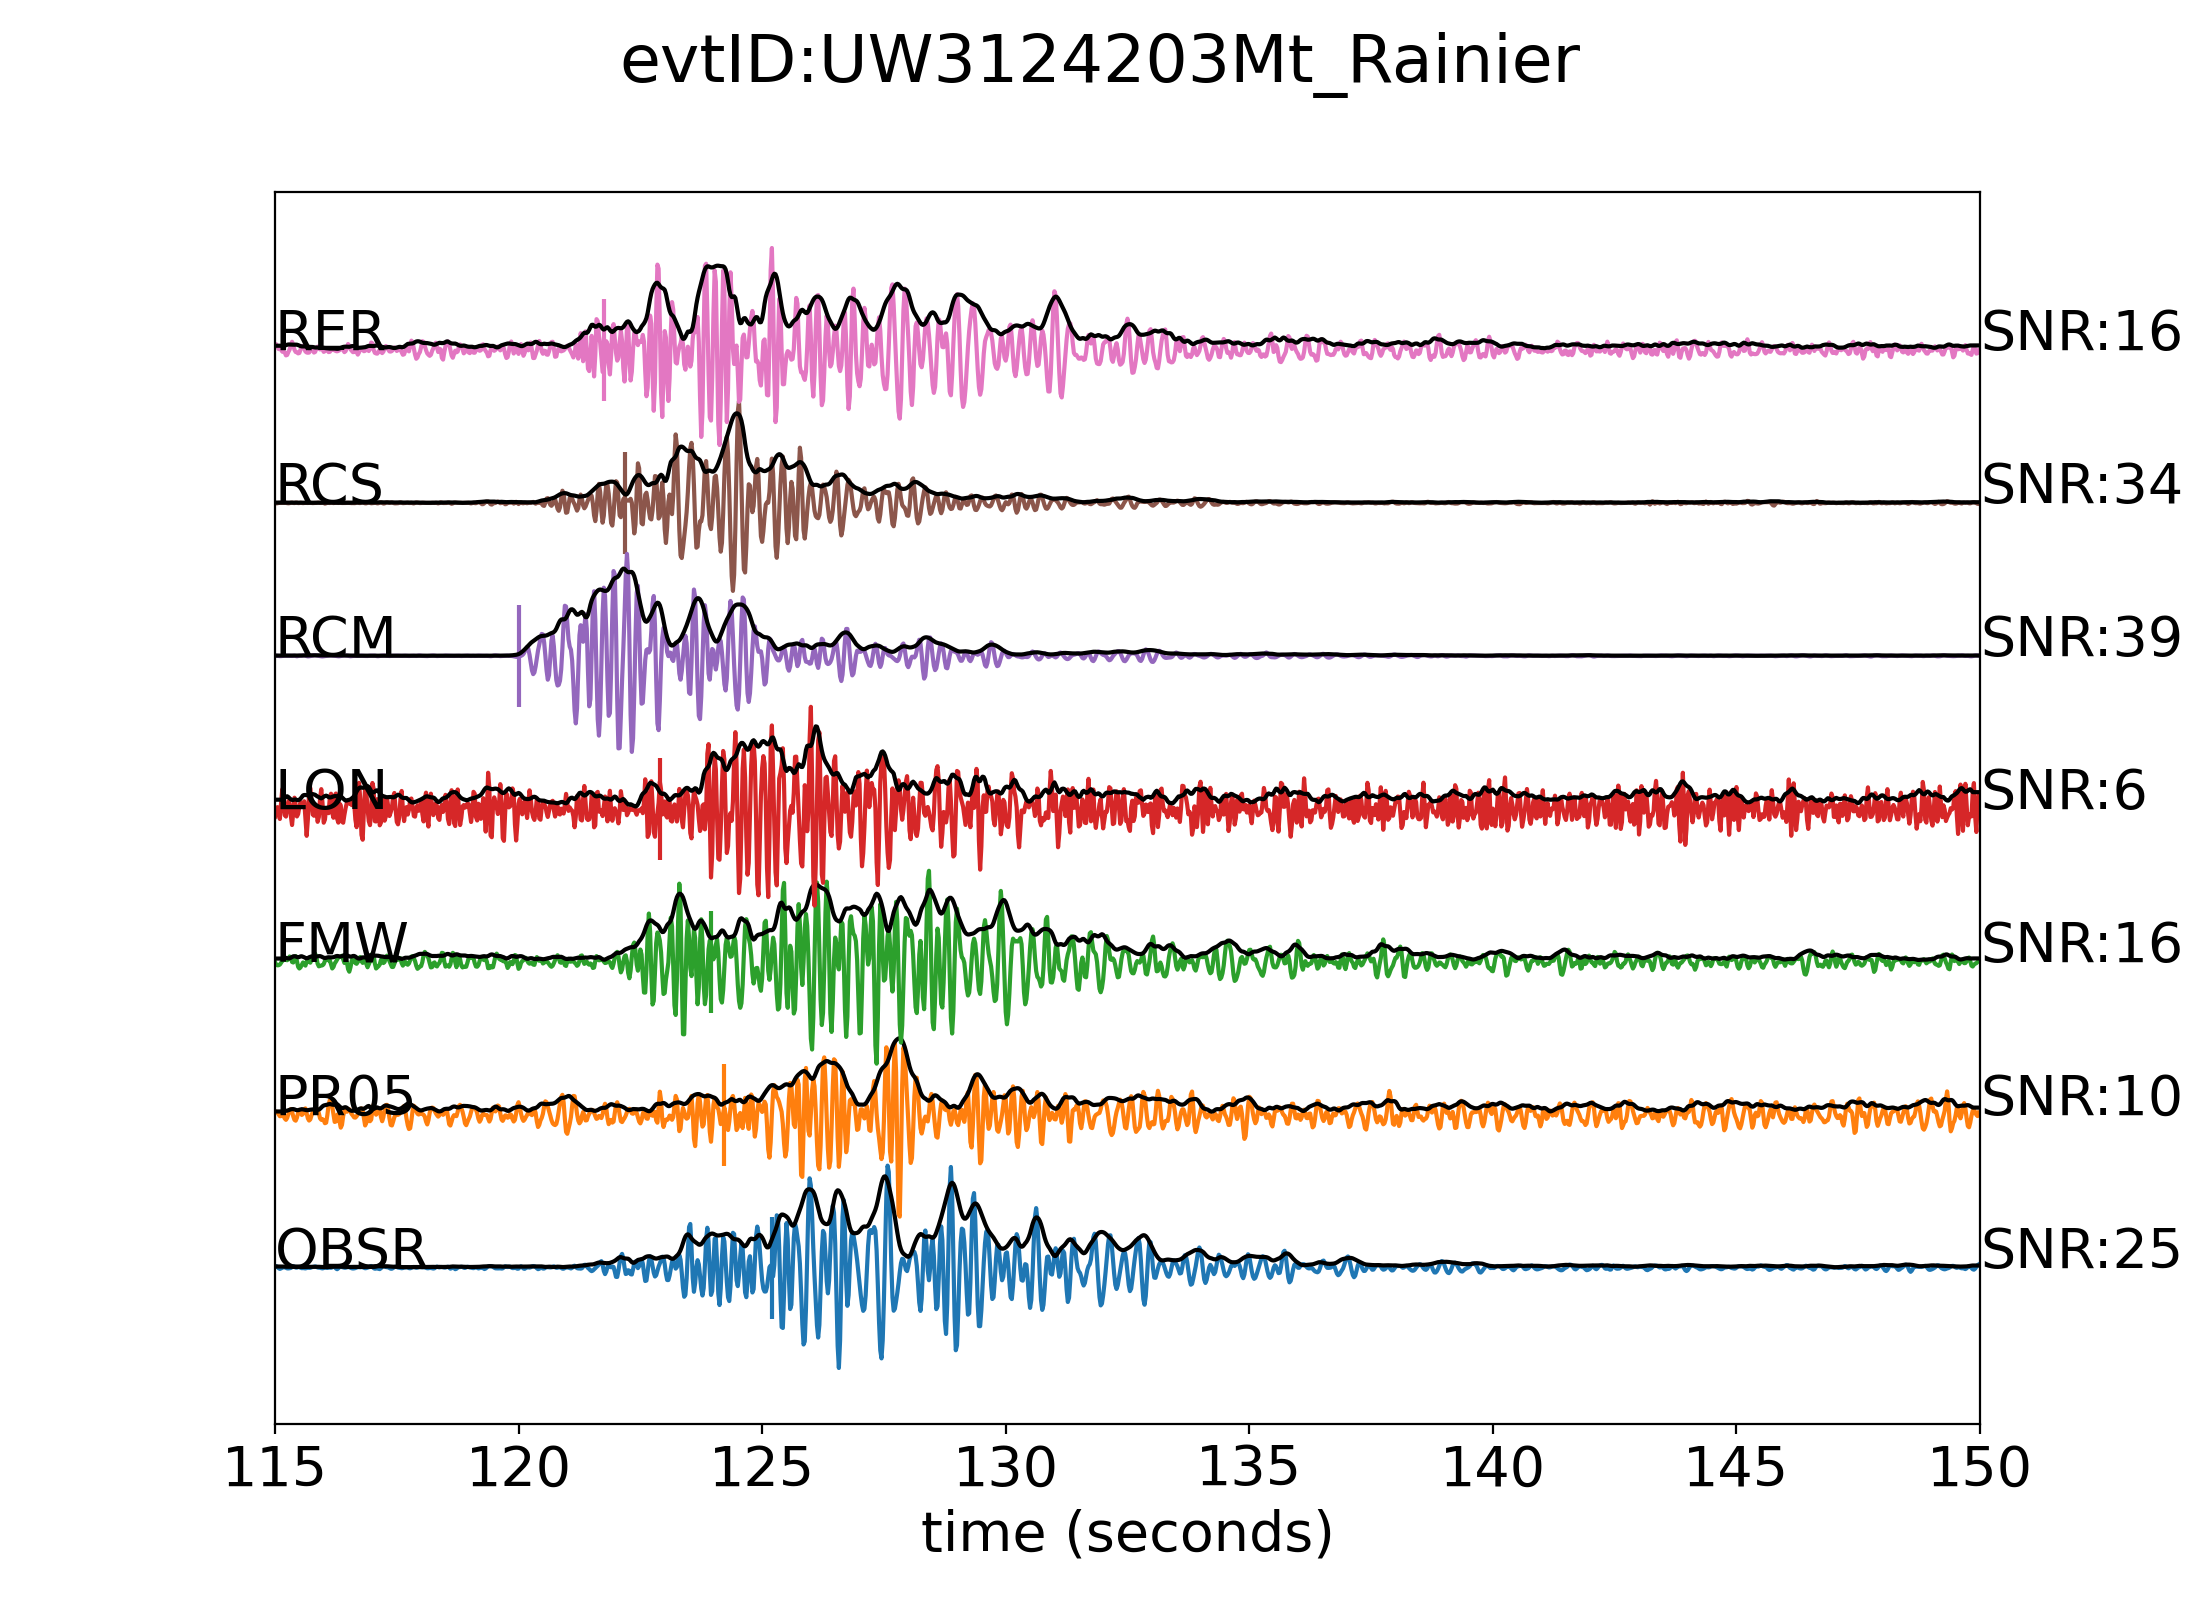 evtID:UW3124203Mt_Rainier
RER SNR:16
RCS SNR:34
RCM SNR:39
LON SNR:6
FMW SNR:16
PR05 SNR:10
OBSR SNR:25
115 120 125 130 135 140 145 150
time (seconds)